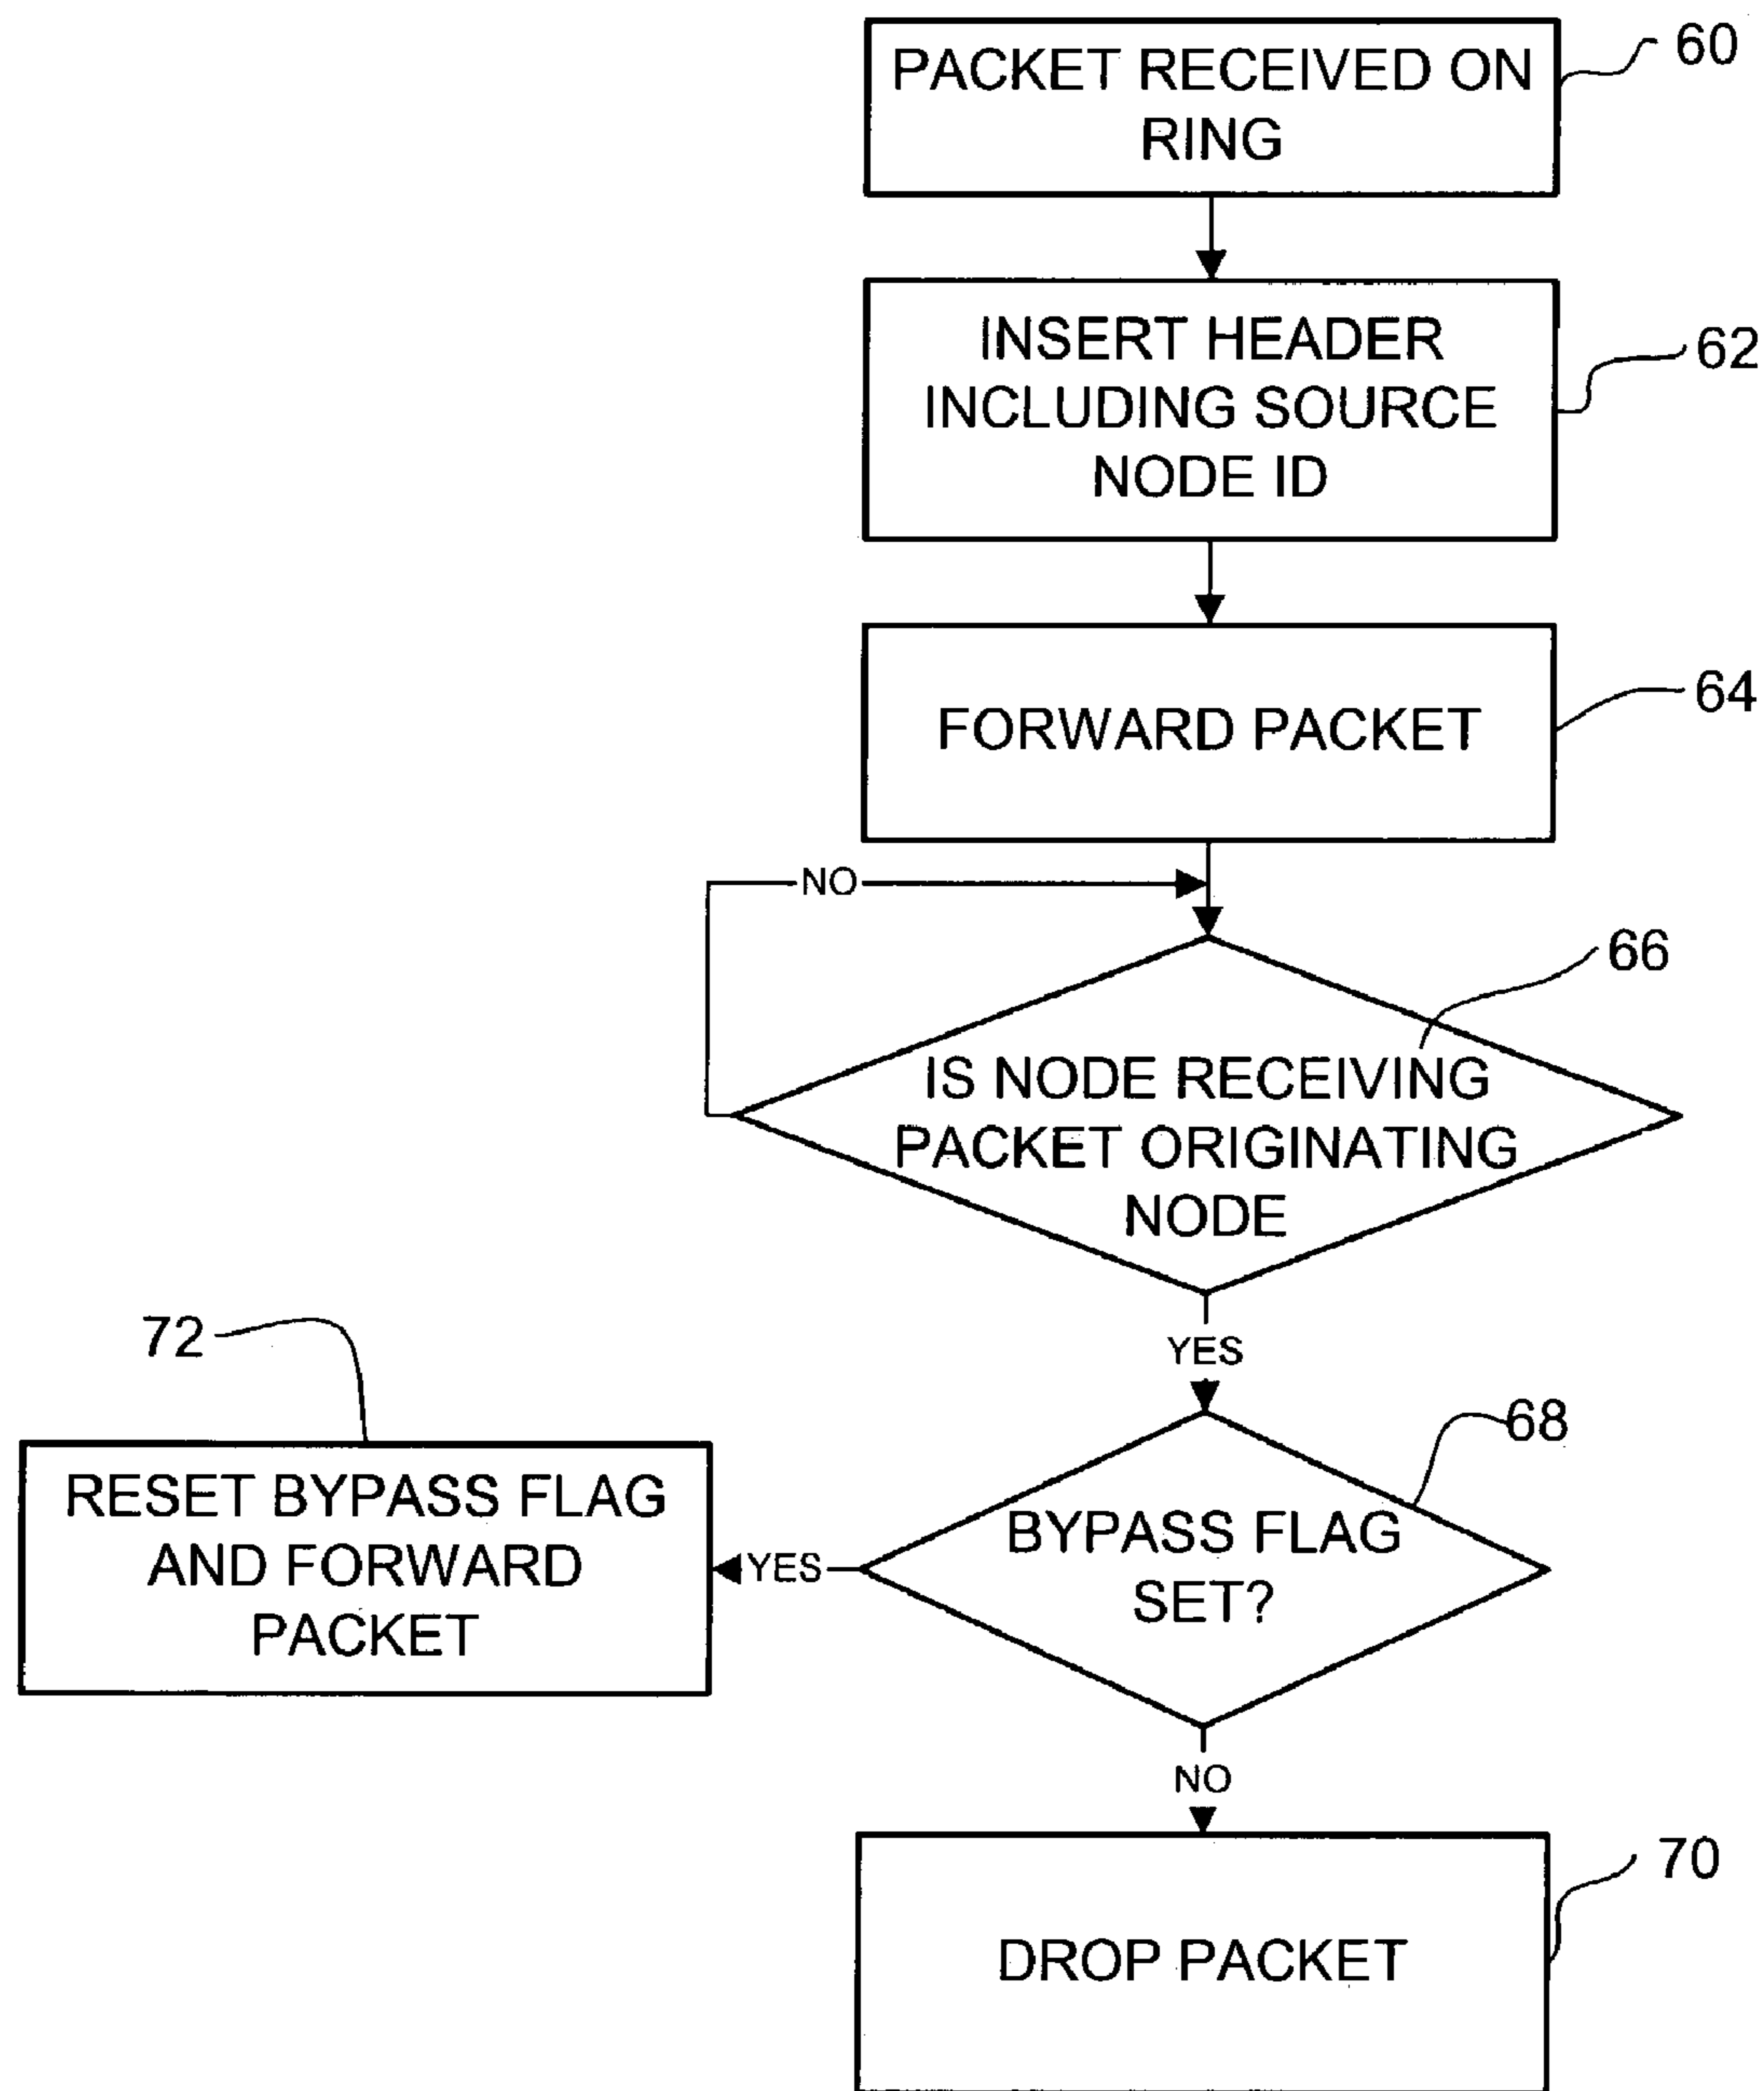 PACKET RECEIVED ON
RING
60
INSERT HEADER
INCLUDING SOURCE
NODE ID
62
FORWARD PACKET
64
NO
66
IS NODE RECEIVING
PACKET ORIGINATING
NODE
YES
72
68
RESET BYPASS FLAG
AND FORWARD
PACKET
YES
BYPASS FLAG
SET?
NO
70
DROP PACKET